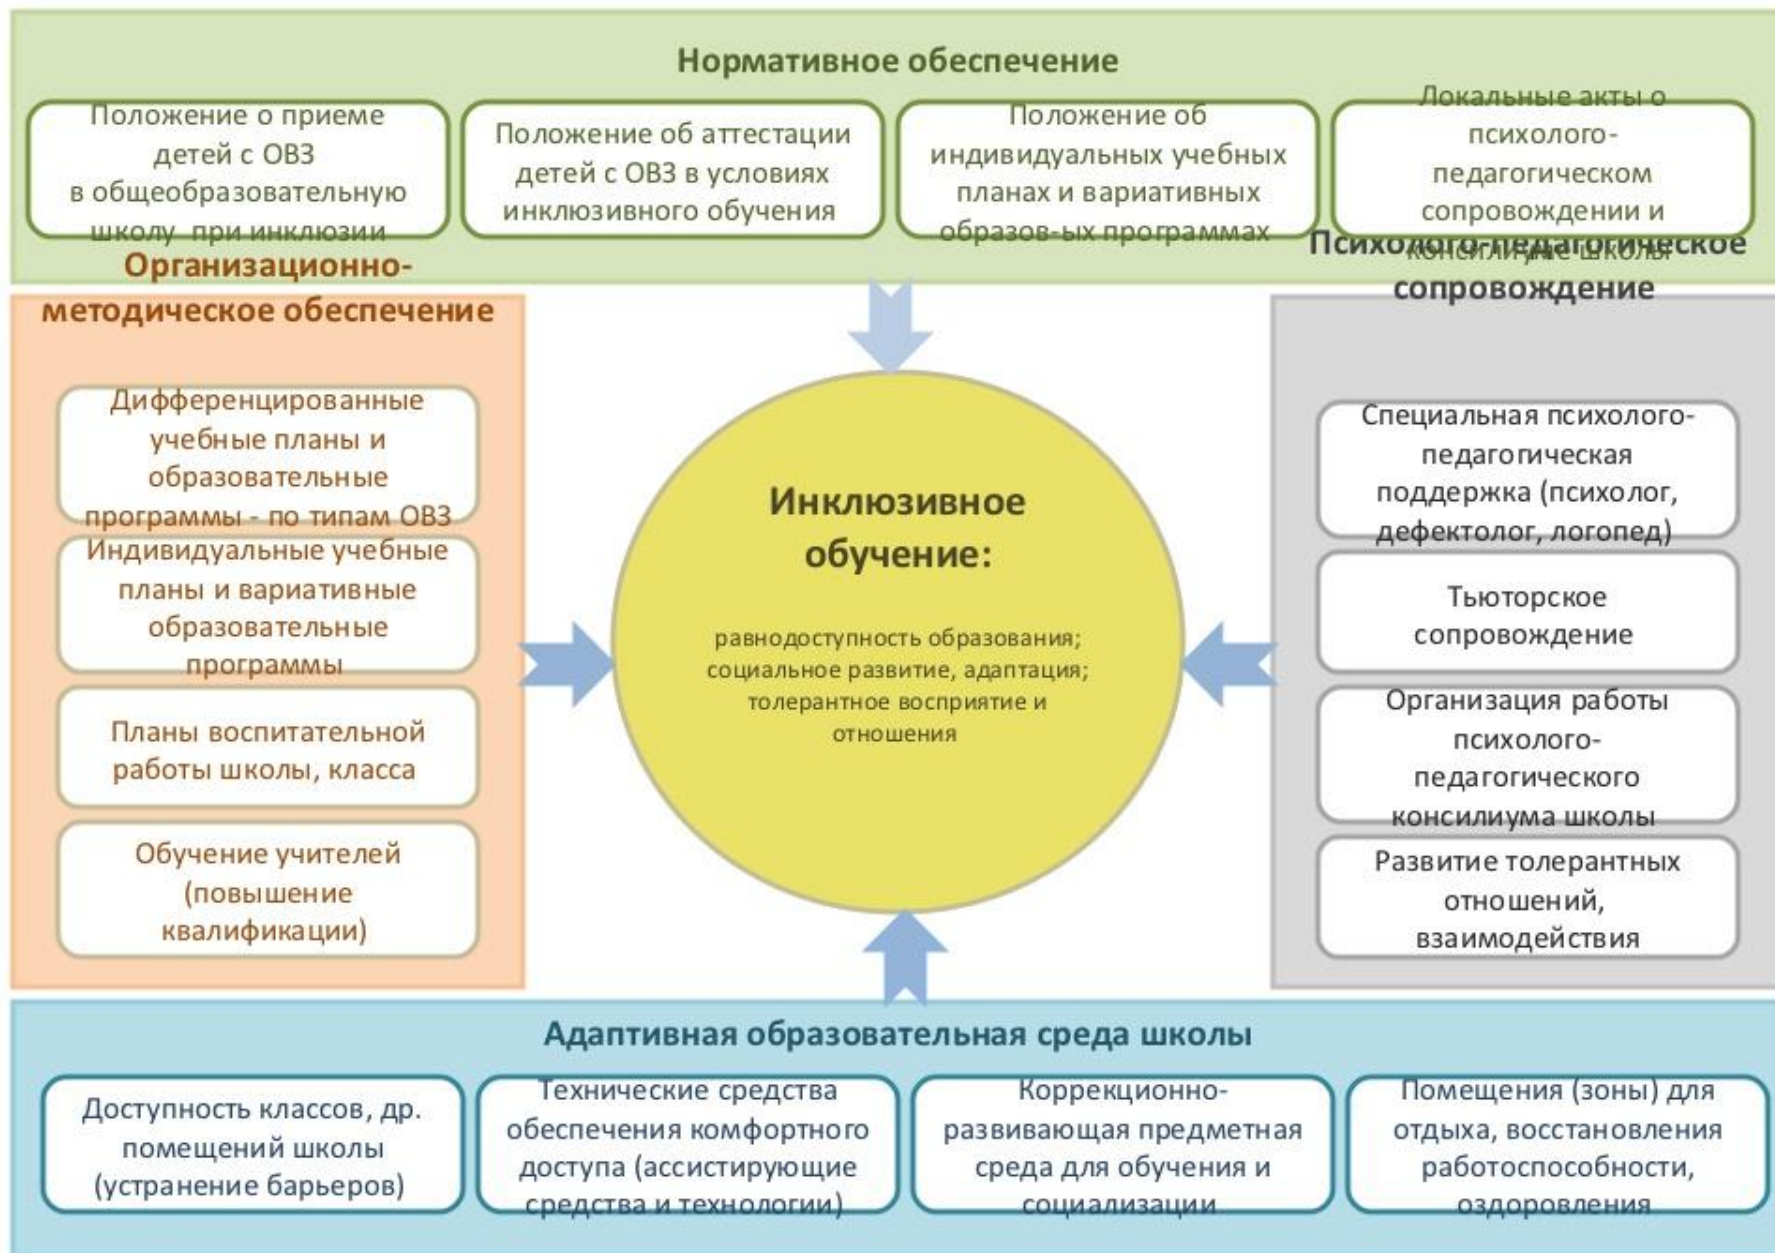 Нормативное обеспечение
Положение о приеме
детей с ОВЗ
в общеобразовательную
школу при инклюзии
Положение об аттестации
детей с ОВЗ в условиях
инклюзивного обучения
Положение об
индивидуальных учебных
планах и вариативных
образов-ых программах
Локальные акты о
психолого-
педагогическом
сопровождении и
консилиуме школы
Организационно-
методическое обеспечение
Дифференцированные
учебные планы и
образовательные
программы - по типам ОВЗ
Индивидуальные учебные
планы и вариативные
образовательные
программы
Планы воспитательной
работы школы, класса
Обучение учителей
(повышение
квалификации)
Инклюзивное
обучение:
равнодоступность образования;
социальное развитие, адаптация;
толерантное восприятие и
отношения
Психолого-педагогическое
сопровождение
Специальная психолого-
педагогическая
поддержка (психолог,
дефектолог, логопед)
Тьюторское
сопровождение
Организация работы
психолого-
педагогического
консилиума школы
Развитие толерантных
отношений,
взаимодействия
Адаптивная образовательная среда школы
Доступность классов, др.
помещений школы
(устранение барьеров)
Технические средства
обеспечения комфортного
доступа (ассистирующие
средства и технологии)
Коррекционно-
развивающая предметная
среда для обучения и
социализации
Помещения (зоны) для
отдыха, восстановления
работоспособности,
оздоровления